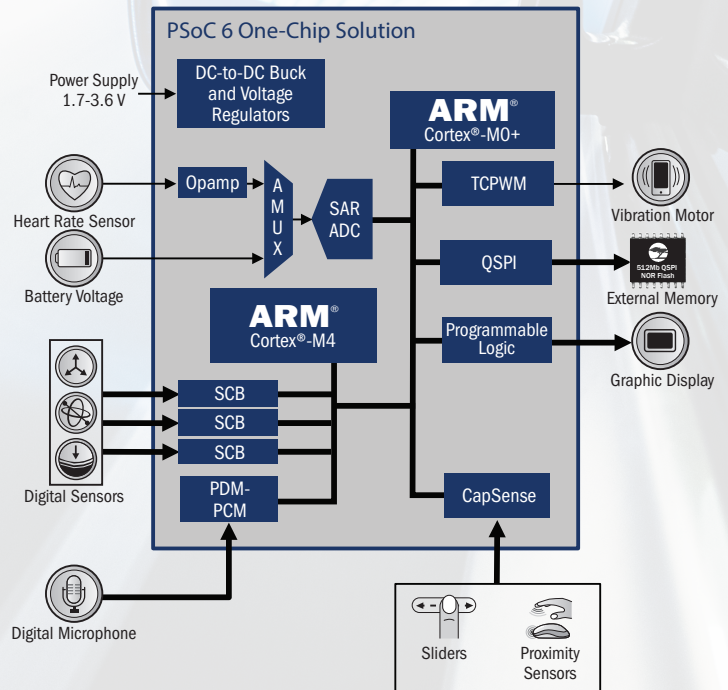 PSoC 6 One-Chip Solution
Power Supply
1.7-3.6 V
DC-to-DC Buck
and Voltage
Regulators
ARM®
Cortex®-M0+
Heart Rate Sensor
Opamp
A
M
U
X
SAR
ADC
TCPWM
Vibration Motor
Battery Voltage
QSPI
512Mb QSPI
NOR Flash
External Memory
ARM®
Cortex®-M4
Programmable
Logic
Graphic Display
SCB
SCB
SCB
Digital Sensors
PDM-
PCM
CapSense
Digital Microphone
Sliders
Proximity
Sensors